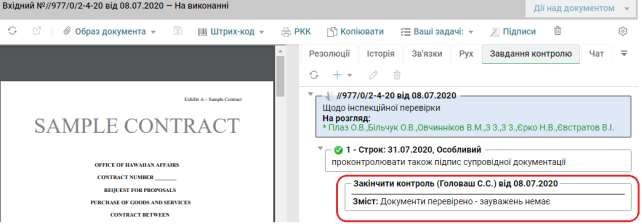 Вхідний №//977/0/2-4-20 від 08.07.2020 — На виконанні
Дії над документом
Образ документа
Штрих-код
РКК
Копіювати
Ваші задачі:
Підписи
Резолюції Історія Зв'язки Рух Завдання контролю Чат
//977/0/2-4-20 від 08.07.2020
Щодо інспекційної перевірки
На розгляд:
* Плаз О.В.,Більчук О.В.,Овчинніков В.М.,З З.,З З.,Єрко Н.В.,Євстратов В.І.
1 - Строк: 31.07.2020, Особливий
проконтролювати також підпис супровідної документації
Закінчити контроль (Головаш С.С.) від 08.07.2020
Зміст: Документи перевірено - зауважень немає
Exhibit A – Sample Contract
SAMPLE CONTRACT
OFFICE OF HAWAIIAN AFFAIRS
CONTRACT NUMBER
REQUEST FOR PROPOSALS
PURCHASE OF GOODS AND SERVICES
CONTRACT BETWEEN